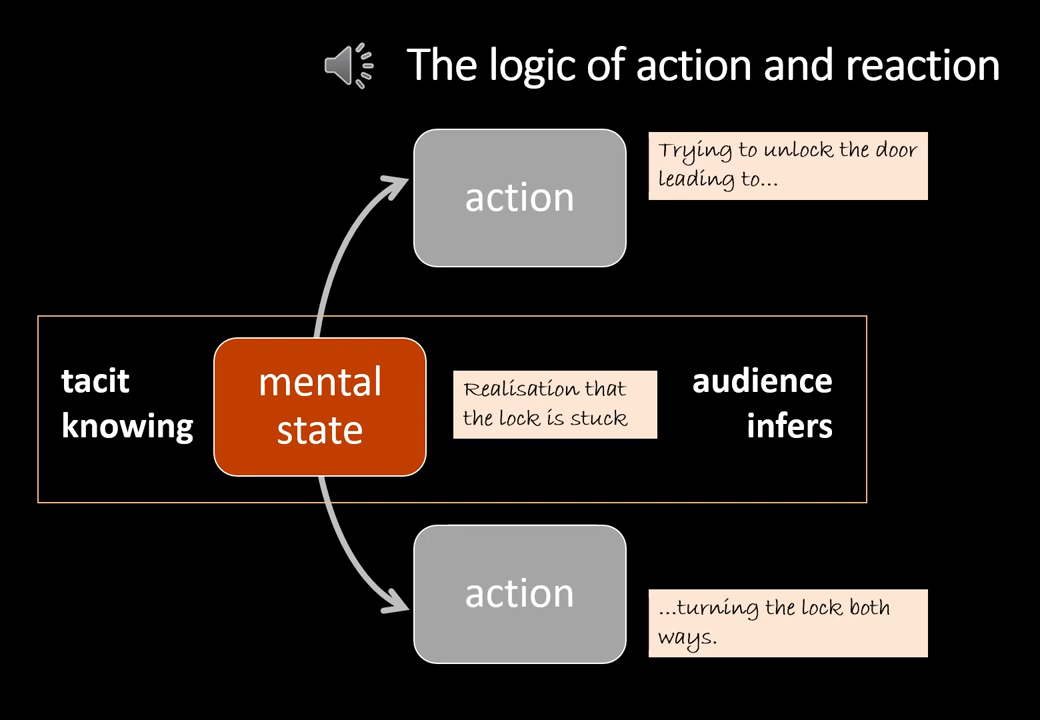 The logic of action and reaction
action
Trying to unlock the door
leading to...
tacit
knowing
mental
state
Realisation that
the lock is stuck
audience
infers
action
...turning the lock both
ways.